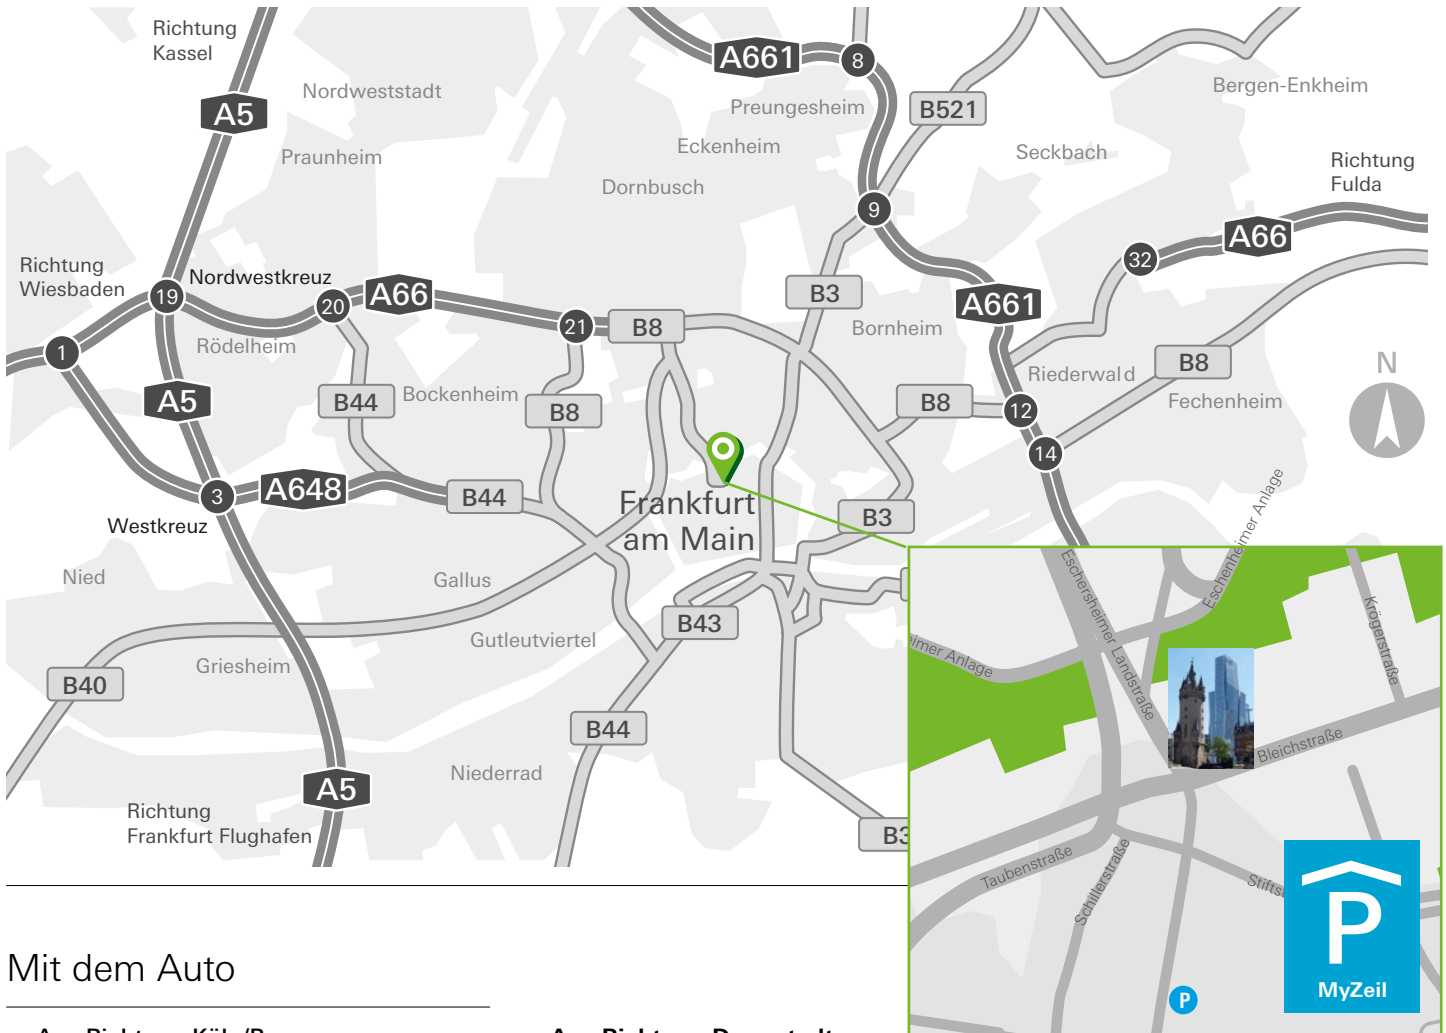 Richtung
Kassel
A661
8
A5
Nordweststadt
Preungesheim
B521
Bergen-Enkheim
Praunheim
Eckenheim
Seckbach
Richtung
Fulda
Dornbusch
9
A66
32
Richtung
Wiesbaden
Nordwestkreuz
19
20
A66
B3
A661
21
B8
Bornheim
1
Rödelheim
B8
N
A5
B44
Bockenheim
B8
B8
12
Riederwald
Fechenheim
14
3
A648
B44
Frankfurt
am Main
B3
Westkreuz
Nied
Gallus
B43
Gutleutviertel
Griesheim
B40
B44
Niederrad
A5
Richtung
Frankfurt Flughafen
B3
Eschenheimer Anlage
Eschersheimer Landstraße
Krögerstraße
eimer Anlage
Bleichstraße
Taubenstraße
Schillerstraße
Stifts
P
MyZeil
P
Mit dem Auto